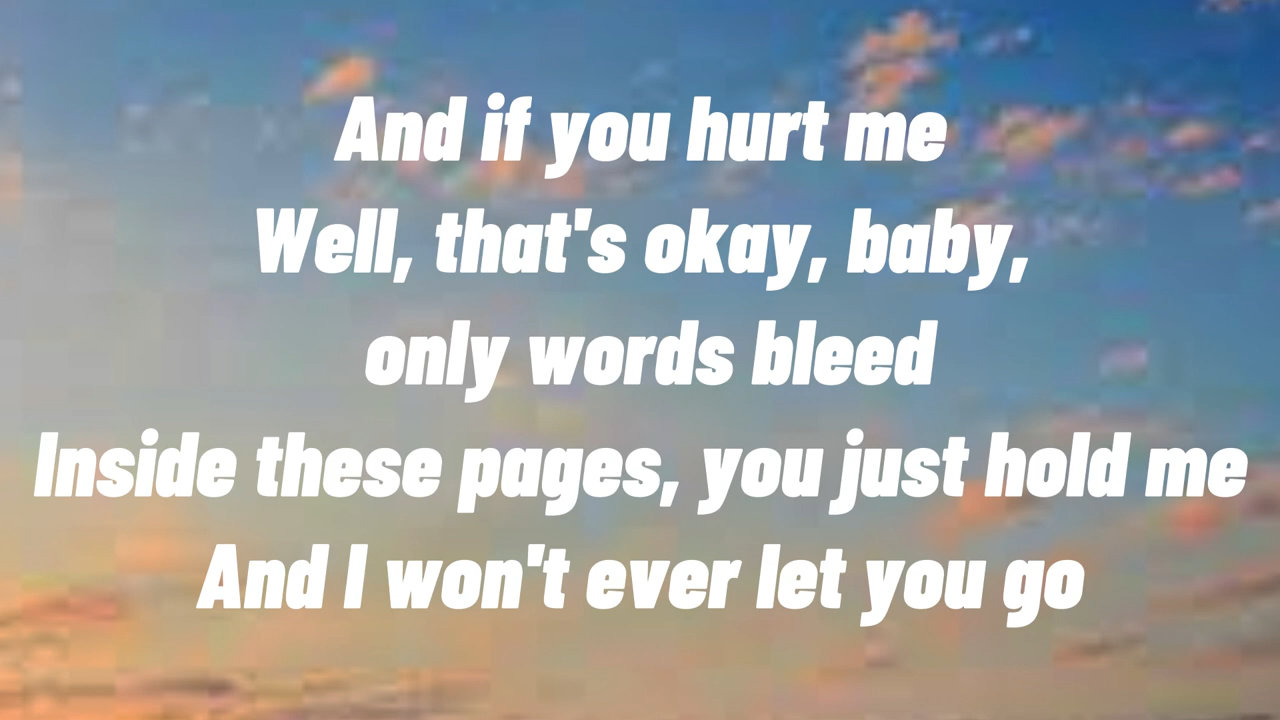 And if you hurt me
Well, that's okay, baby,
only words bleed
Inside these pages, you just hold me
And I won't ever let you go